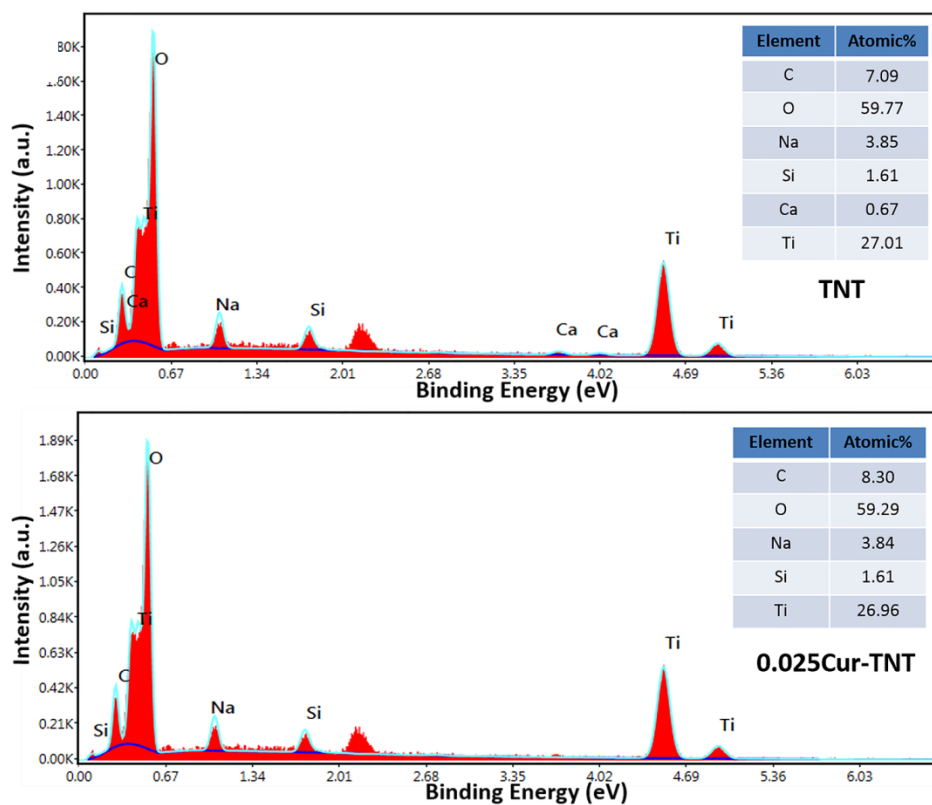 Element Atomic%
C 7.09
O 59.77
Na 3.85
Si 1.61
Ca 0.67
Ti 27.01
TNT
Intensity (a.u.)
80K
1.60K
1.40K
1.20K
1.00K
0.80K
0.60K
0.40K
0.20K
0.00K
O
Ti
C
Ca
Si
Na
Si
Ca
Ca
Ti
Ti
0.00 0.67 1.34 2.01 2.68 3.35 4.02 4.69 5.36 6.03
Binding Energy (eV)
Element Atomic%
C 8.30
O 59.29
Na 3.84
Si 1.61
Ti 26.96
0.025Cur-TNT
Intensity (a.u.)
1.89K
1.68K
1.47K
1.26K
1.05K
0.84K
0.63K
0.42K
0.21K
0.00K
O
Ti
C
Si
Na
Si
Ti
Ti
0.00 0.67 1.34 2.01 2.68 3.35 4.02 4.69 5.36 6.03
Binding Energy (eV)